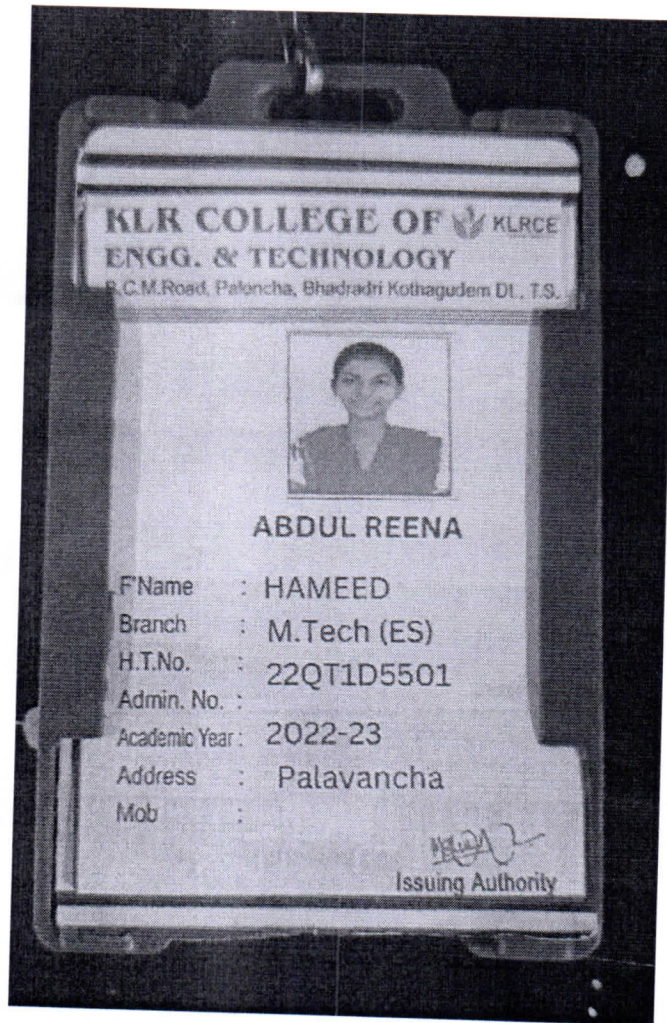 KLR COLLEGE OF KLRCE
ENGG. & TECHNOLOGY
B.C.M.Road, Paloncha, Bhadradri Kothagudem Dt., T.S.
ABDUL REENA
F'Name : HAMEED
Branch : M.Tech (ES)
H.T.No. : 22QT1D5501
Admin. No. :
Academic Year : 2022-23
Address : Palavancha
Mob :
Issuing Authority